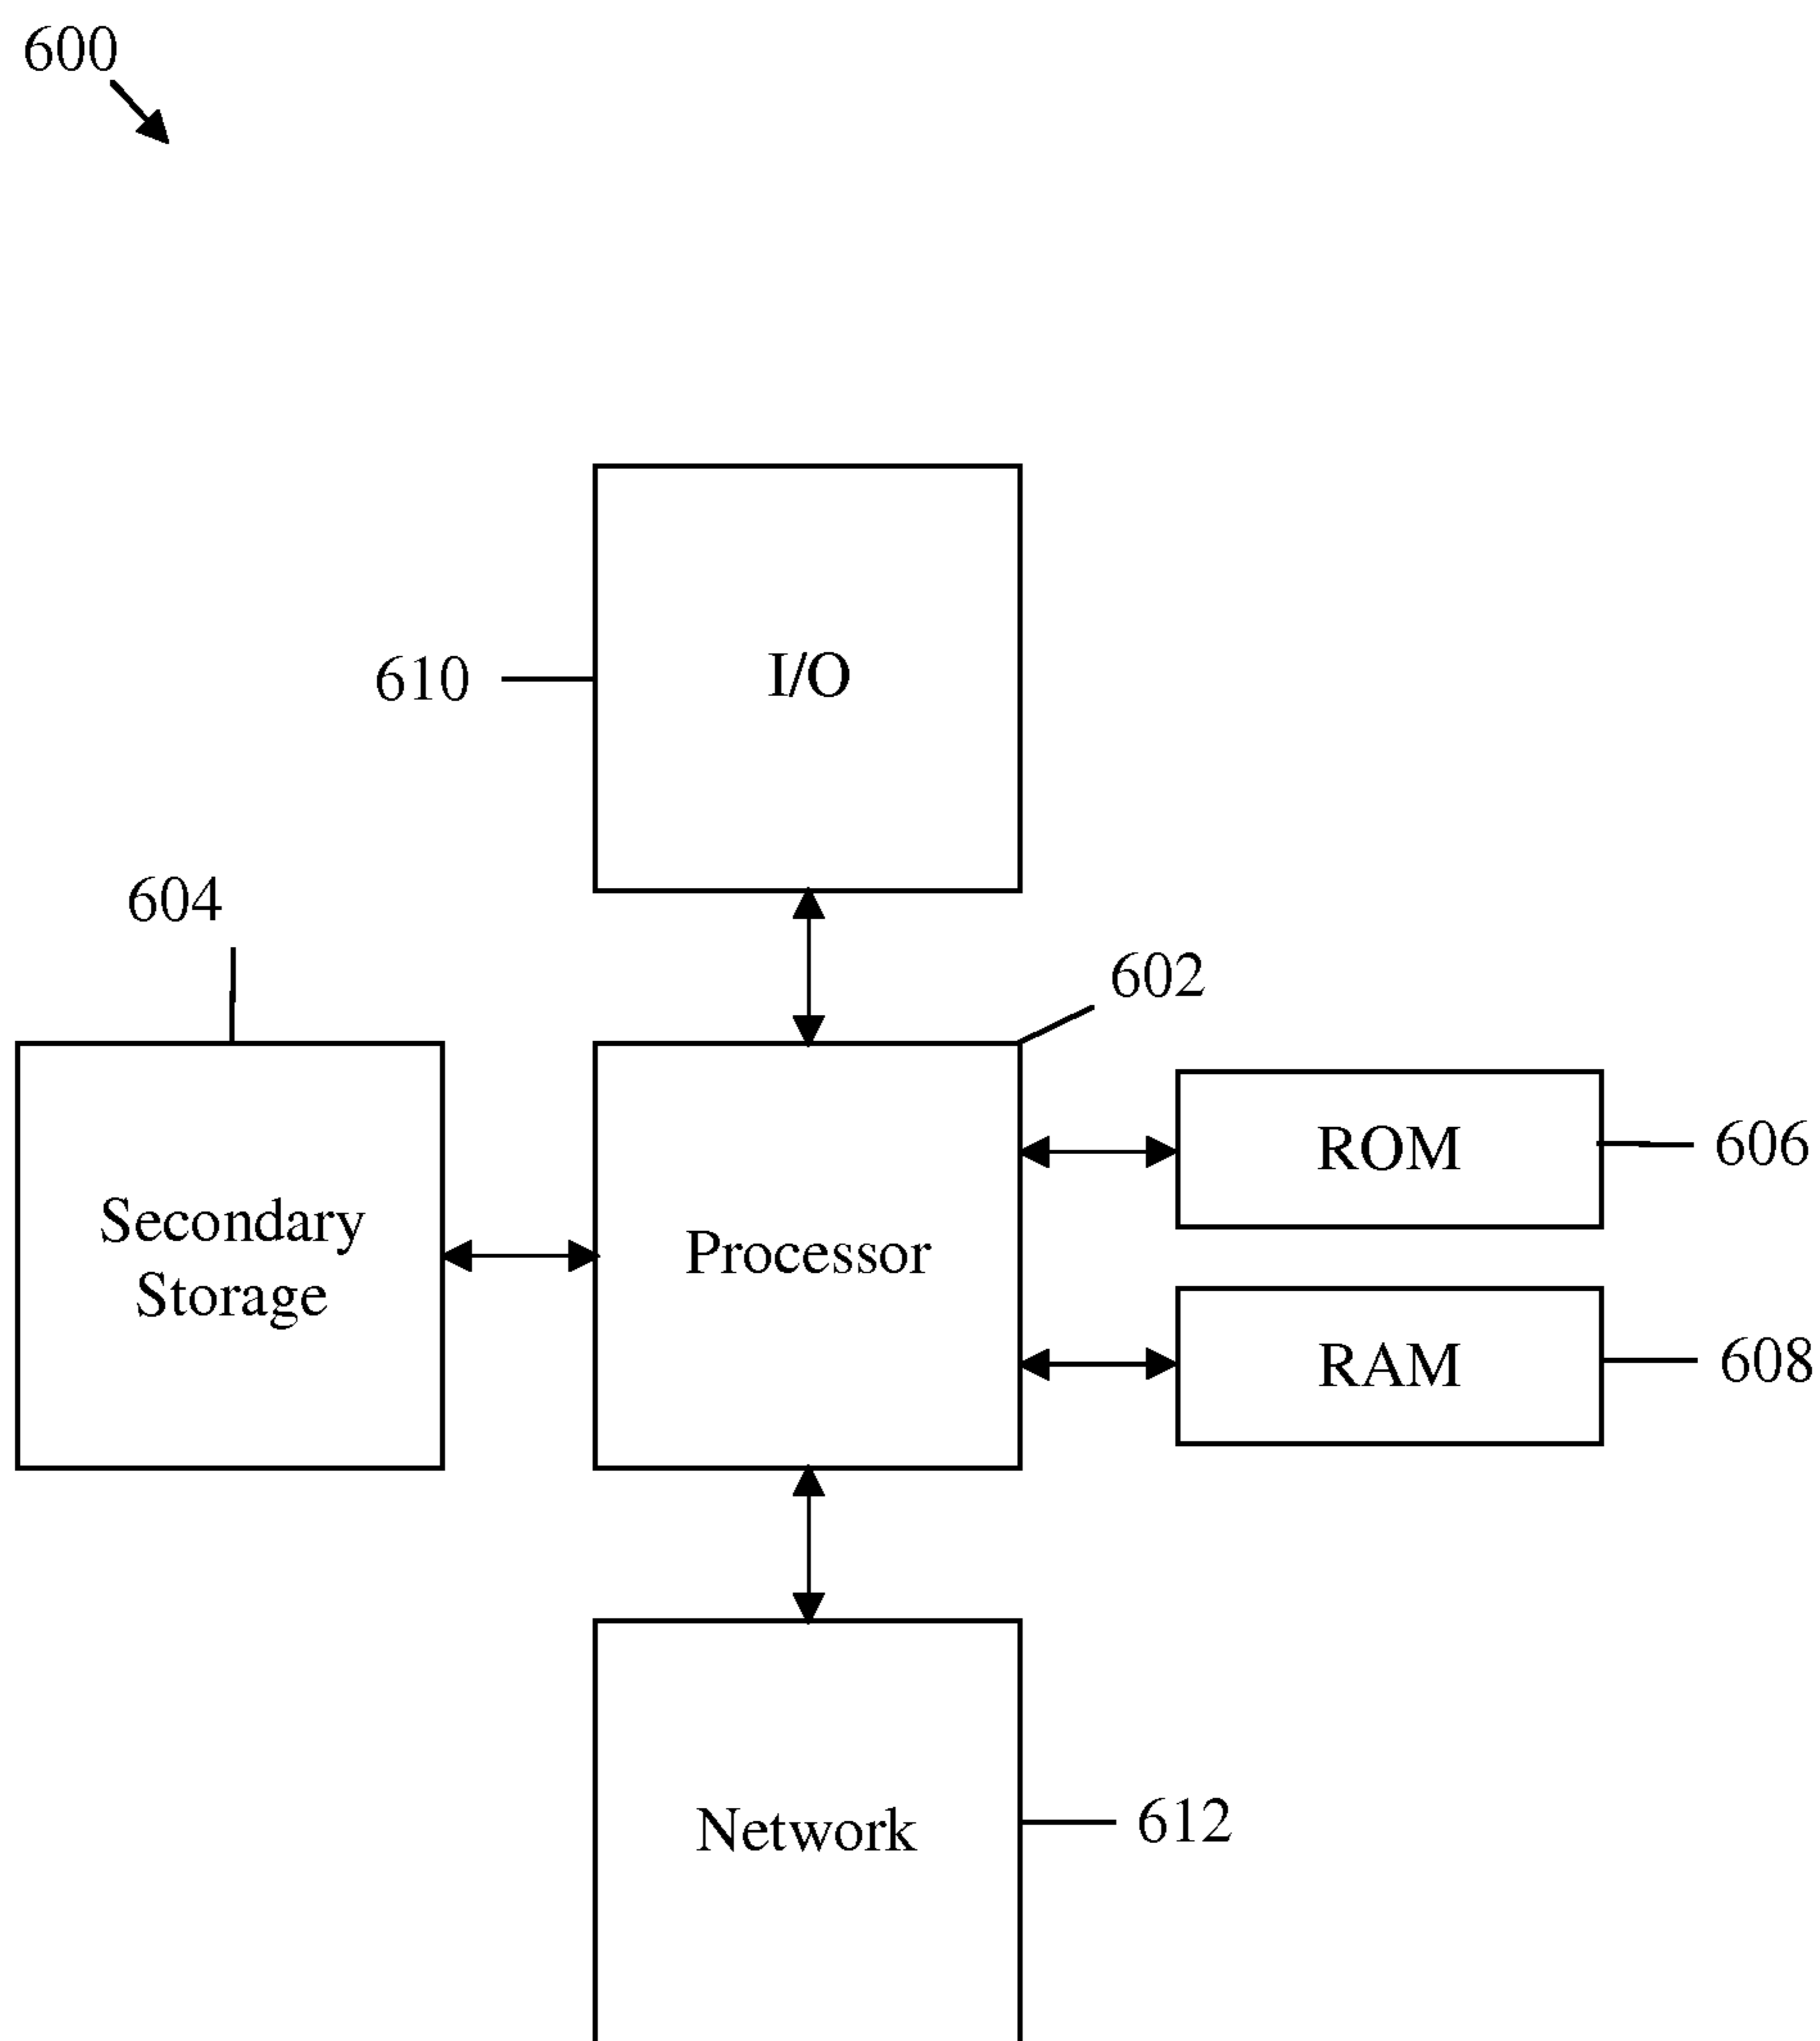 600
I/O
610
604
602
ROM
606
Secondary
Storage
Processor
RAM
608
Network
612